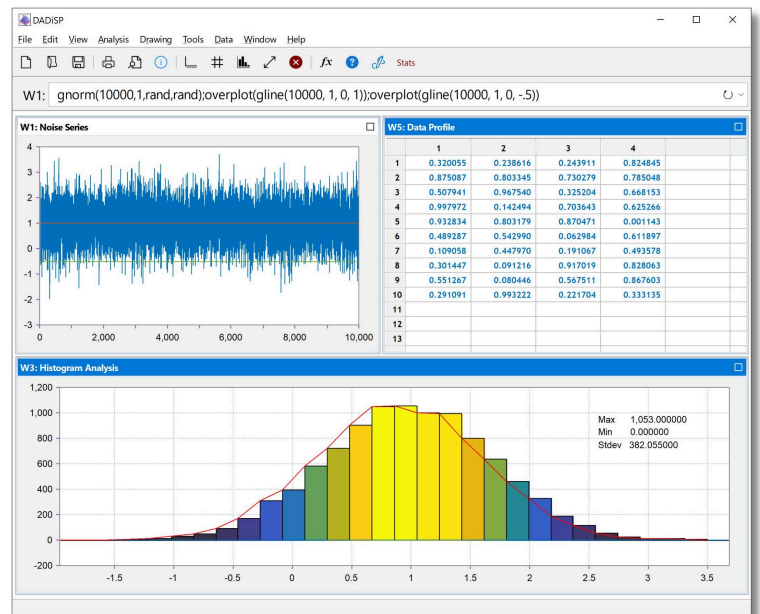 DADiSP
File Edit View Analysis Drawing Tools Data Window Help
fx Stats
W1: gnorm(10000,1,rand,rand);overplot(gline(10000, 1, 0, 1));overplot(gline(10000, 1, 0, -.5))
W1: Noise Series
4
3
2
1
0
-1
-2
-3
0 2,000 4,000 6,000 8,000 10,000
W5: Data Profile
1 2 3 4
1 0.320055 0.238616 0.243911 0.824845
2 0.875087 0.803345 0.730279 0.785048
3 0.507941 0.967540 0.325204 0.668153
4 0.997972 0.142494 0.703643 0.625266
5 0.932834 0.803179 0.870471 0.001143
6 0.489287 0.542990 0.062984 0.611897
7 0.109058 0.447970 0.191067 0.493578
8 0.301447 0.091216 0.917019 0.828063
9 0.551267 0.080446 0.567511 0.867603
10 0.291091 0.993222 0.221704 0.333135
11
12
13
W3: Histogram Analysis
1,200
1,000
800
600
400
200
0
-200
-1.5 -1 -0.5 0 0.5 1 1.5 2 2.5 3 3.5
Max 1,053.000000
Min 0.000000
Stdev 382.055000